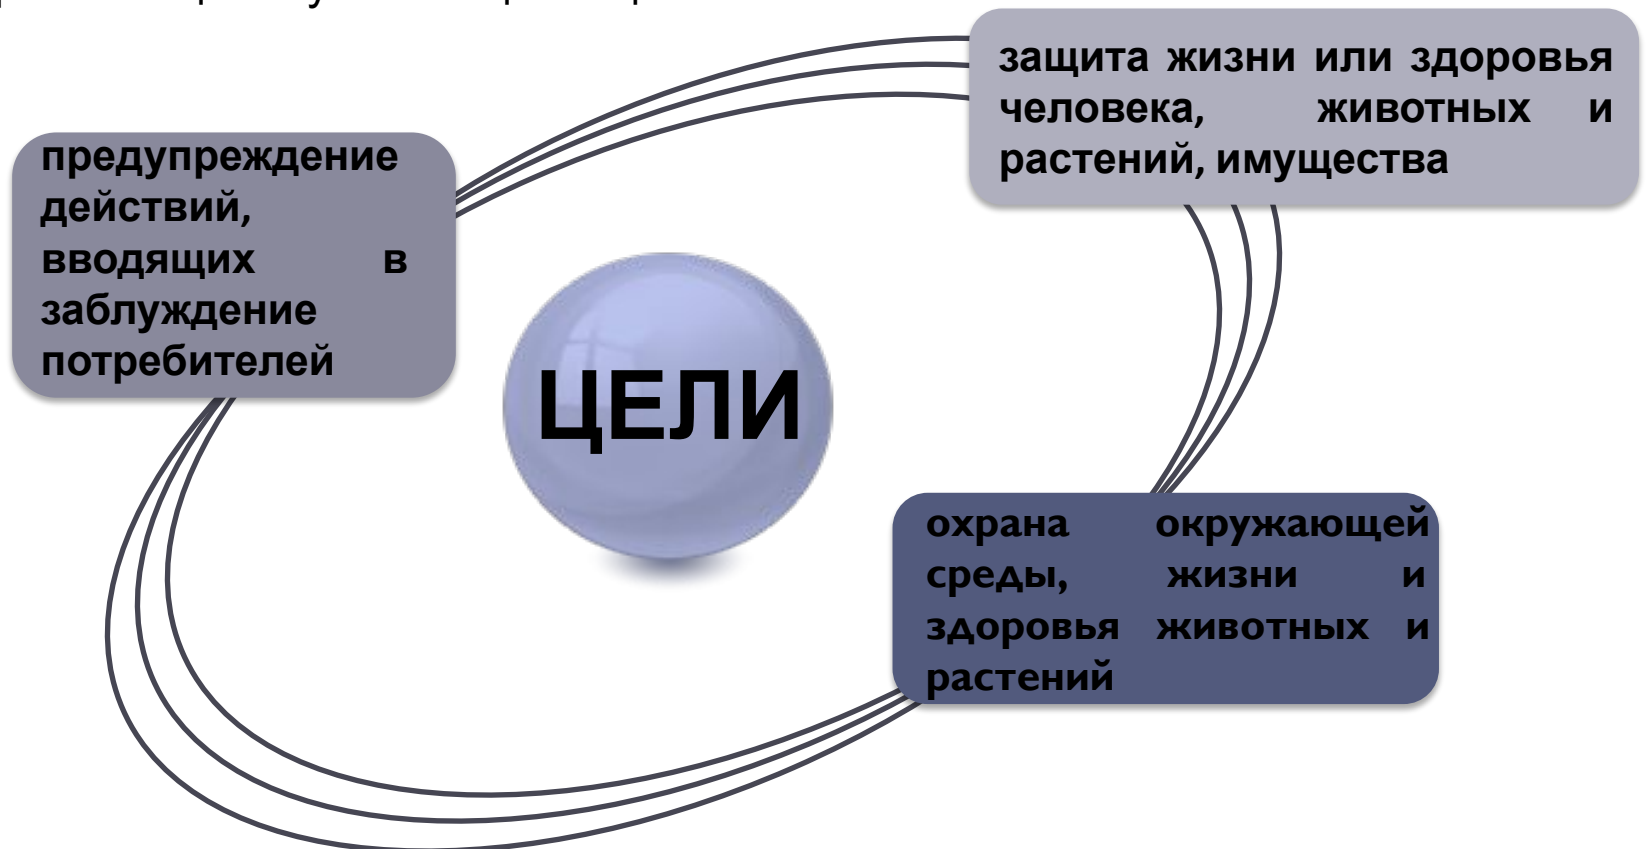 защита жизни или здоровья
человека, животных и
растений, имущества
предупреждение
действий,
вводящих в
заблуждение
потребителей
ЦЕЛИ
охрана окружающей
среды, жизни и
здоровья животных и
растений